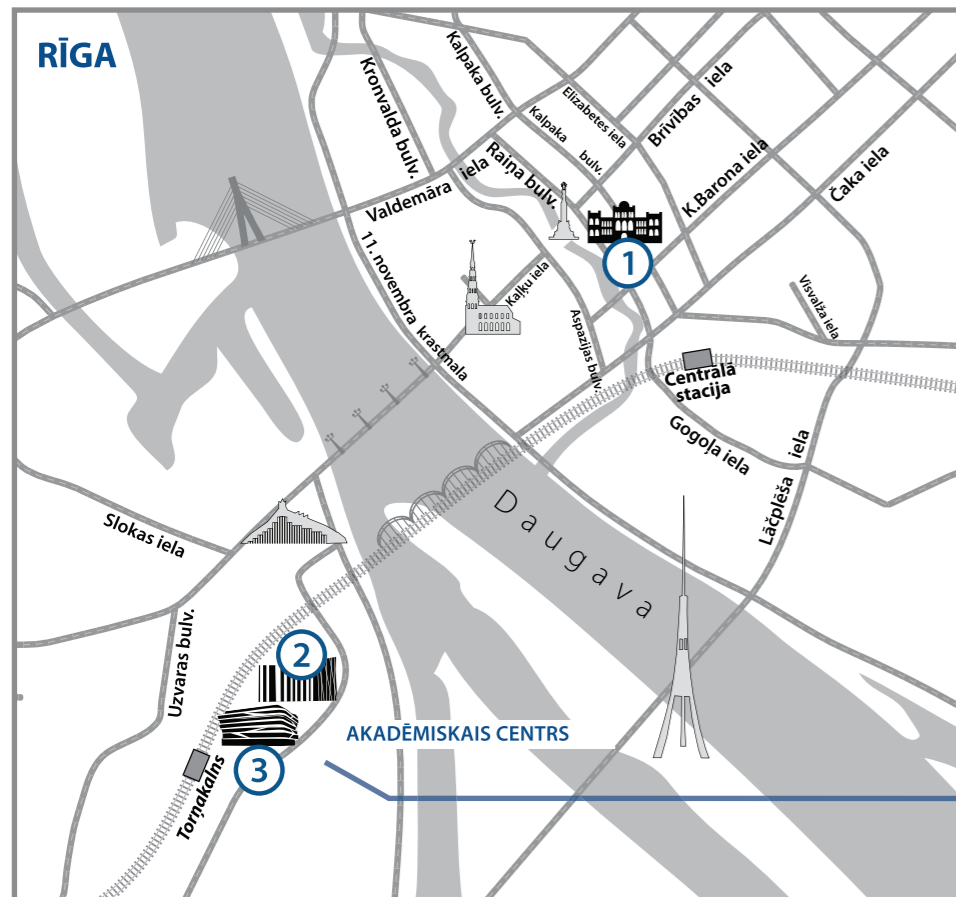 RĪGA
Kronvalda bulv.
Kalpaka bulv.
Elizabetes iela
Brīvības iela
Kalpaka bulv.
Raiņa bulv.
Valdemāra iela
K.Barona iela
Čaka iela
11. novembra krastmala
1
Kaļķu iela
Aspazijas bulv.
Visvalža iela
Centralā
stacija
Gogoļa iela
Lāčplēša iela
Daugava
Slokas iela
Uzvaras bulv.
2
AKADĒMISKAIS CENTRS
3
Torņakalns